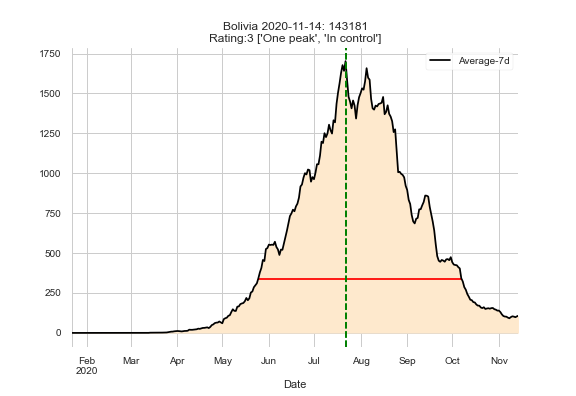 Bolivia 2020-11-14: 143181
Rating:3 ['One peak', 'In control']
Average-7d
1750
1500
1250
1000
750
500
250
0
Feb Mar Apr May Jun Jul Aug Sep Oct Nov
2020
Date